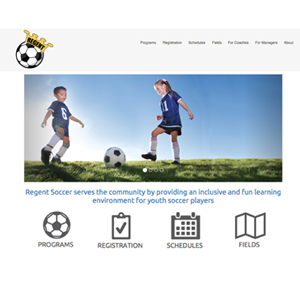 REGENT
Programs Registration Schedules Fields For Coaches For Managers About
Regent Soccer serves the community by providing an inclusive and fun learning
environment for youth soccer players
PROGRAMS REGISTRATION SCHEDULES FIELDS